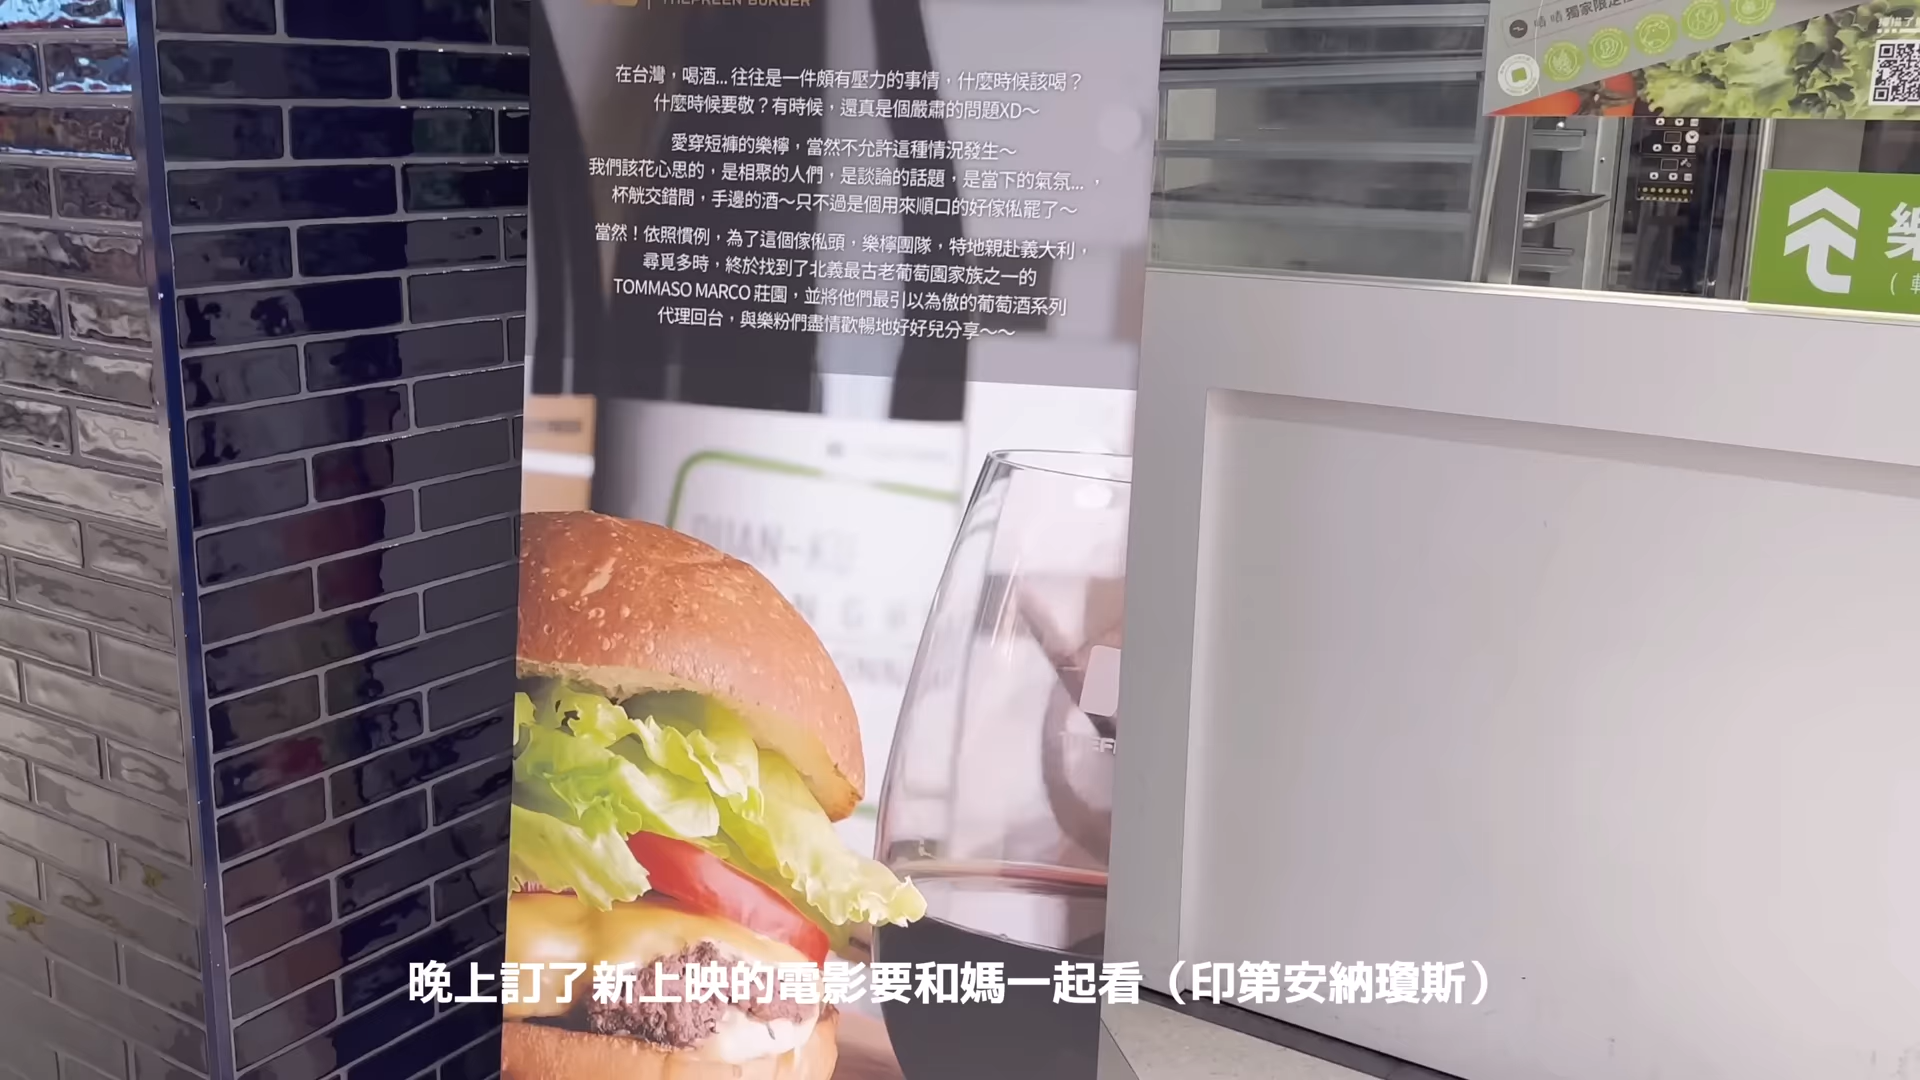 THEFREEN BURGER
在台灣，喝酒... 往往是一件頗有壓力的事情，什麼時候該喝？
什麼時候要敬？有時候，還真是個嚴肅的問題XD～
愛穿短褲的樂檸，當然不允許這種情況發生～
我們該花心思的，是相聚的人們，是談論的話題，是當下的氣氛... ，
杯觥交錯間，手邊的酒～只不過是個用來順口的好傢俬罷了～
當然！依照慣例，為了這個傢俬頭，樂檸團隊，特地親赴義大利，
尋覓多時，終於找到了北義最古老葡萄園家族之一的
TOMMASO MARCO 莊園，並將他們最引以為傲的葡萄酒系列
代理回台，與樂粉們盡情歡暢地好好兒分享～～
獨家限定
樂
晚上訂了新上映的電影要和媽一起看（印第安納瓊斯）